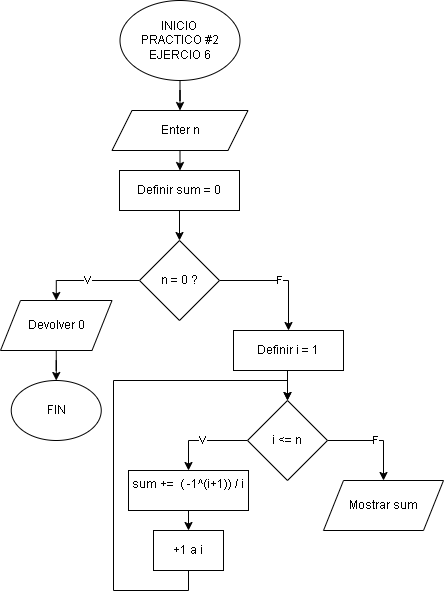 INICIO
PRACTICO #2
EJERCIO 6
Enter n
Definir sum = 0
n = 0 ?
V
F
Devolver 0
Definir i = 1
FIN
i <= n
V
F
sum += ( -1^(i+1)) / i
Mostrar sum
+1 a i